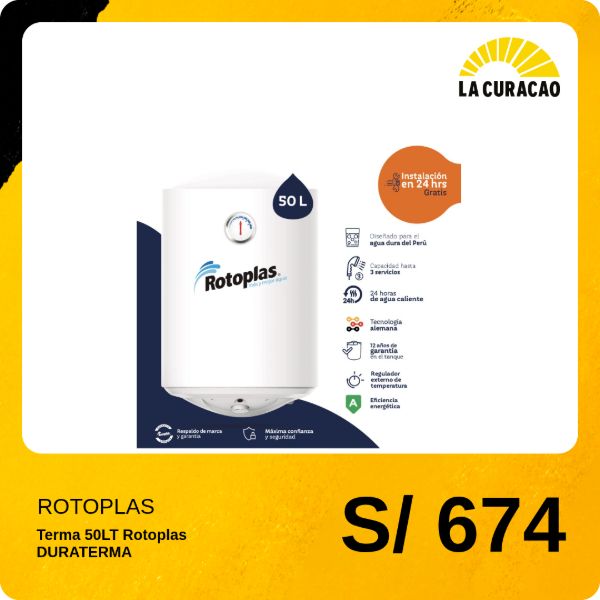 LA CURACAO
Instalación
en 24 hrs
Gratis
50 L
Rotoplas
Diseñado para el
agua dura del Perú
Capacidad hasta
3 servicios
24h
24 horas
de agua caliente
Tecnología
alemana
12 años de
garantía
en el tanque
Regulador
externo de
temperatura
A
Eficiencia
energética
Respaldo de marca
y garantía
Máxima confianza
y seguridad
ROTOPLAS
Terma 50LT Rotoplas
DURATERMA
S/ 674